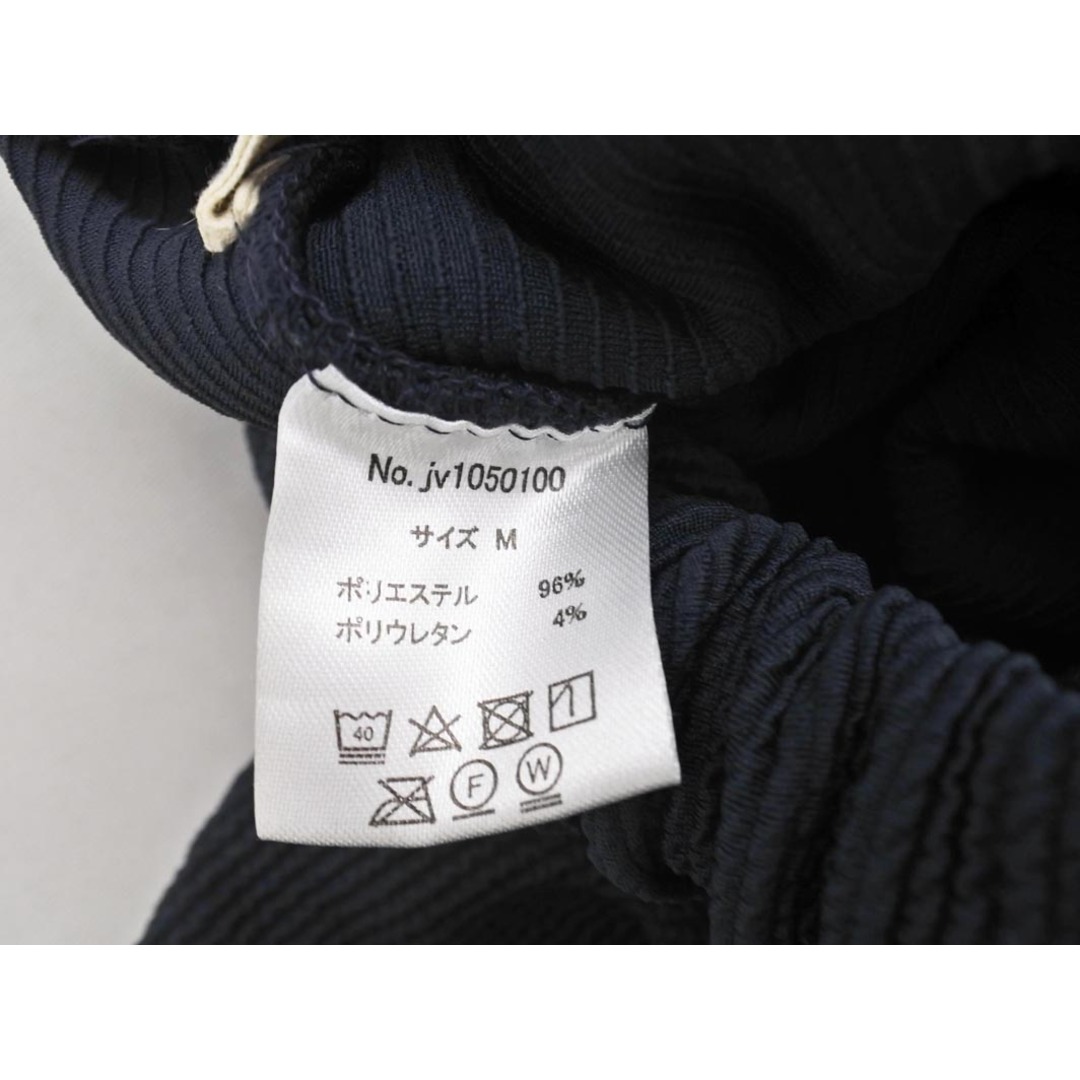 No. jv1050100
サイズ M
ポリエステル 96%
ポリウレタン 4%
40
F W